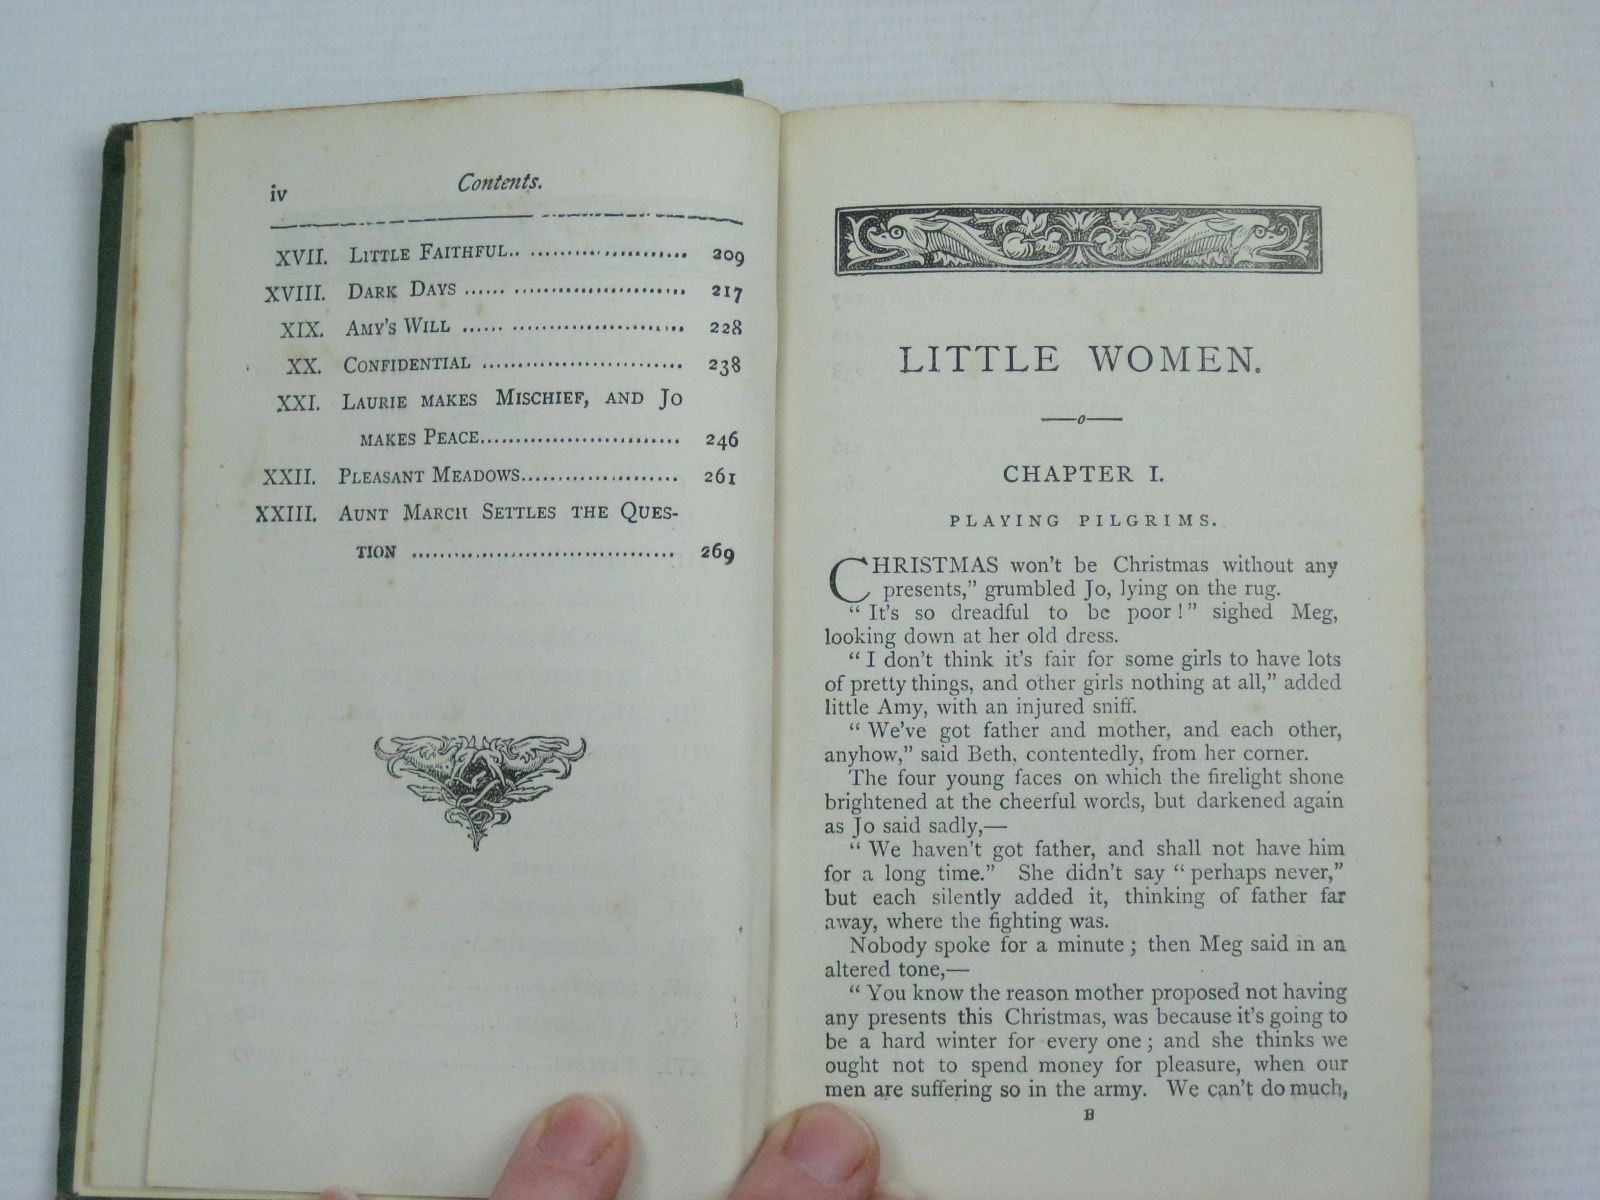 iv Contents.
XVII. LITTLE FAITHFUL.. ..................... 209
XVIII. DARK DAYS ...... ........................ 217
XIX. AMY'S WILL ...... ........................ 228
XX. CONFIDENTIAL ........................... 238
XXI. LAURIE MAKES MISCHIEF, AND JO
MAKES PEACE........................... 246
XXII. PLEASANT MEADOWS..................... 261
XXIII. AUNT MARCH SETTLES THE QUES-
TION ................................... 269
LITTLE WOMEN.
CHAPTER I.
PLAYING PILGRIMS.
CHRISTMAS won't be Christmas without any
presents," grumbled Jo, lying on the rug.
"It's so dreadful to be poor!" sighed Meg,
looking down at her old dress.
"I don't think it's fair for some girls to have lots
of pretty things, and other girls nothing at all," added
little Amy, with an injured sniff.
"We've got father and mother, and each other,
anyhow," said Beth, contentedly, from her corner.
The four young faces on which the firelight shone
brightened at the cheerful words, but darkened again
as Jo said sadly,—
"We haven't got father, and shall not have him
for a long time." She didn't say "perhaps never,"
but each silently added it, thinking of father far
away, where the fighting was.
Nobody spoke for a minute; then Meg said in an
altered tone,—
"You know the reason mother proposed not having
any presents this Christmas, was because it's going to
be a hard winter for every one; and she thinks we
ought not to spend money for pleasure, when our
men are suffering so in the army. We can't do much,
B